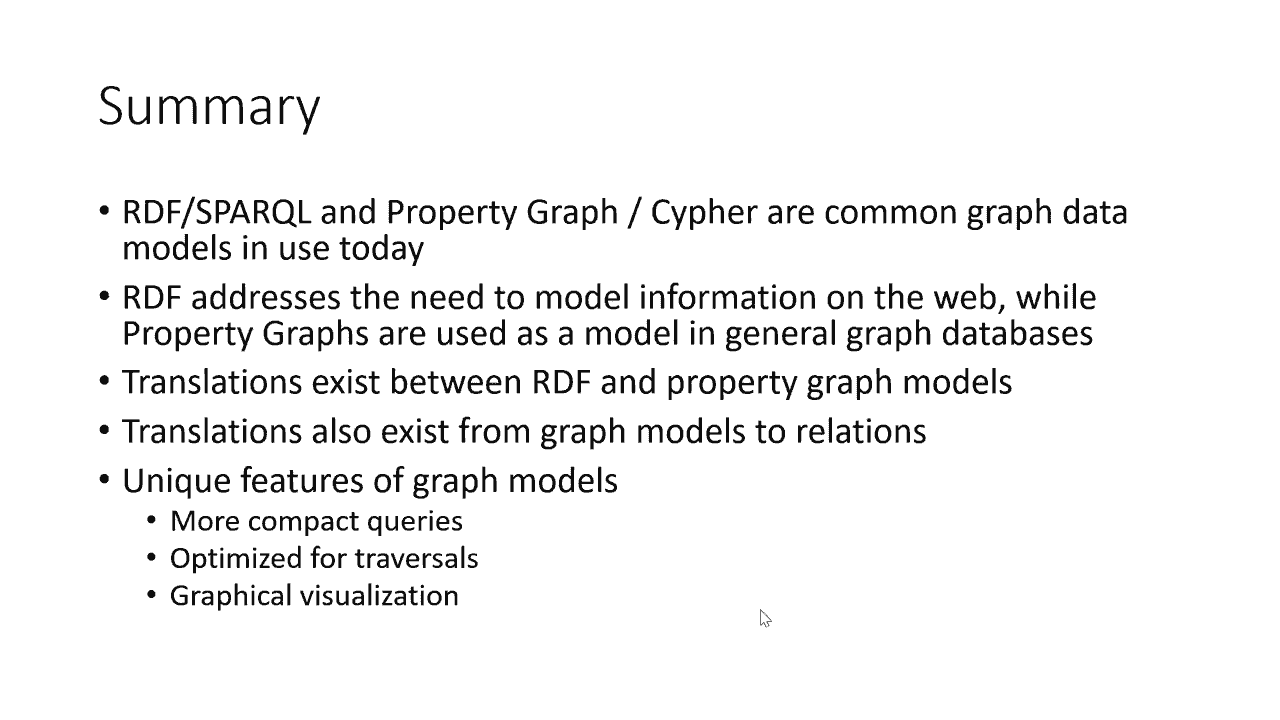 Summary
• RDF/SPARQL and Property Graph / Cypher are common graph data
models in use today
• RDF addresses the need to model information on the web, while
Property Graphs are used as a model in general graph databases
• Translations exist between RDF and property graph models
• Translations also exist from graph models to relations
• Unique features of graph models
• More compact queries
• Optimized for traversals
• Graphical visualization